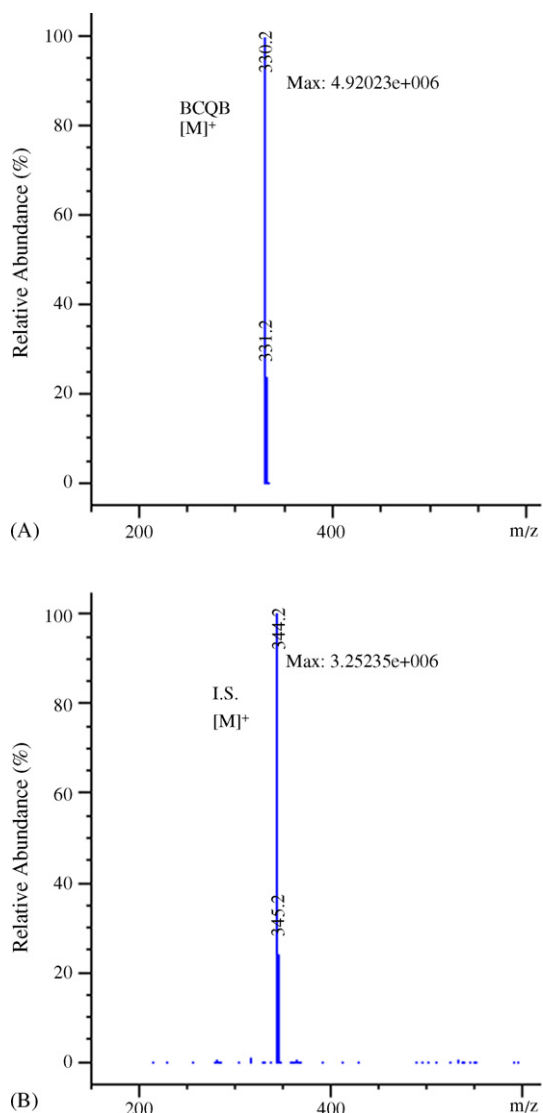 100
330.2
Max: 4.92023e+006
BCQB
[M]+
80
Relative Abundance (%)
60
40
331.2
20
0
(A)
200
400
m/z
100
344.2
Max: 3.25235e+006
I.S.
[M]+
80
Relative Abundance (%)
60
40
345.2
20
0
(B)
200
400
m/z